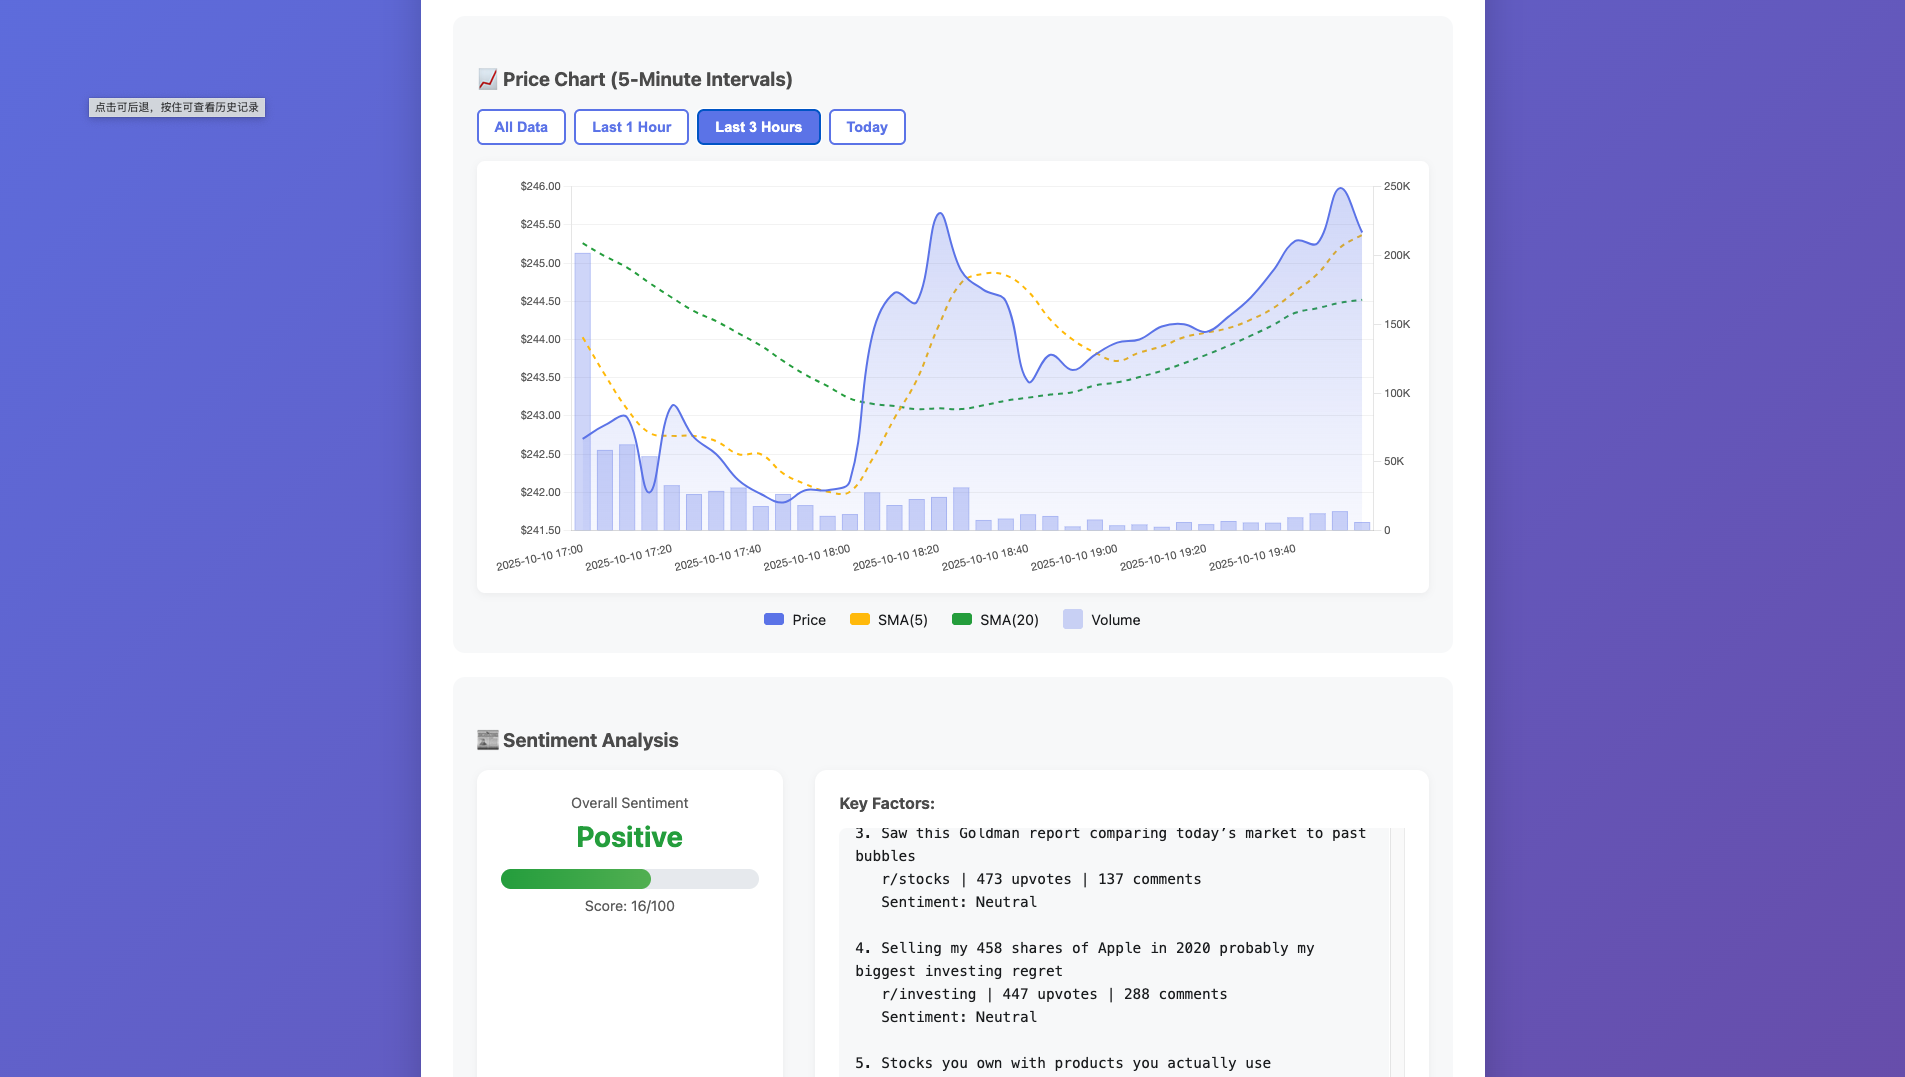 点击可后退，按住可查看历史记录
Price Chart (5-Minute Intervals)
All Data
Last 1 Hour
Last 3 Hours
Today
$246.00
$245.50
$245.00
$244.50
$244.00
$243.50
$243.00
$242.50
$242.00
$241.50
250K
200K
150K
100K
50K
0
2025-10-10 17:00
2025-10-10 17:20
2025-10-10 17:40
2025-10-10 18:00
2025-10-10 18:20
2025-10-10 18:40
2025-10-10 19:00
2025-10-10 19:20
2025-10-10 19:40
Price
SMA(5)
SMA(20)
Volume
Sentiment Analysis
Overall Sentiment
Positive
Score: 16/100
Key Factors:
3. Saw this Goldman report comparing today’s market to past
bubbles
r/stocks | 473 upvotes | 137 comments
Sentiment: Neutral
4. Selling my 458 shares of Apple in 2020 probably my
biggest investing regret
r/investing | 447 upvotes | 288 comments
Sentiment: Neutral
5. Stocks you own with products you actually use